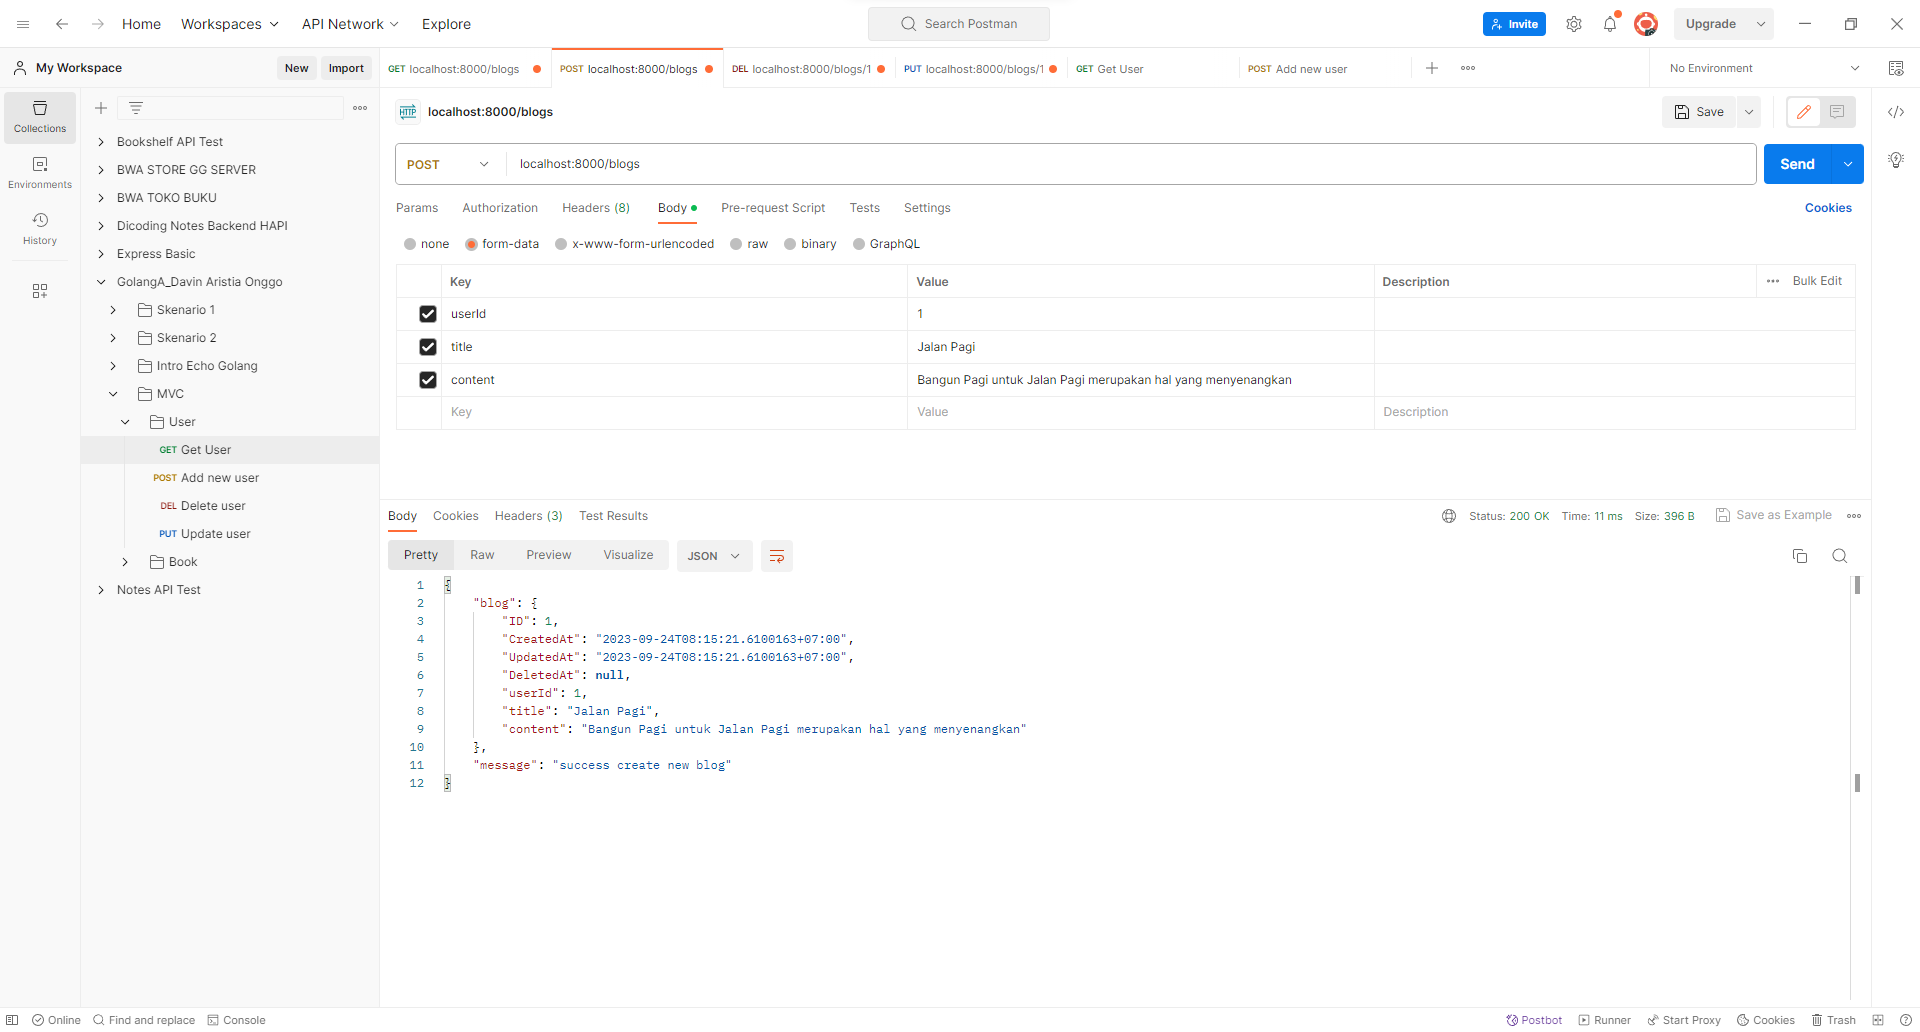 Home Workspaces API Network Explore Search Postman Invite Upgrade
My Workspace New Import GET localhost:8000/blogs POST localhost:8000/blogs DEL localhost:8000/blogs/1 PUT localhost:8000/blogs/1 GET Get User POST Add new user No Environment
Collections
Environments
History
Bookshelf API Test
BWA STORE GG SERVER
BWA TOKO BUKU
Dicoding Notes Backend HAPI
Express Basic
GolangA_Davin Aristia Onggo
Skenario 1
Skenario 2
Intro Echo Golang
MVC
User
GET Get User
POST Add new user
DEL Delete user
PUT Update user
Book
Notes API Test
HTTP localhost:8000/blogs Save
POST localhost:8000/blogs Send
Params Authorization Headers (8) Body Pre-request Script Tests Settings Cookies
none form-data x-www-form-urlencoded raw binary GraphQL
Key Value Description Bulk Edit
userId 1
title Jalan Pagi
content Bangun Pagi untuk Jalan Pagi merupakan hal yang menyenangkan
Key Value Description
Body Cookies Headers (3) Test Results Status: 200 OK Time: 11 ms Size: 396 B Save as Example
Pretty Raw Preview Visualize JSON
1 {
2 "blog": {
3 "ID": 1,
4 "CreatedAt": "2023-09-24T08:15:21.6100163+07:00",
5 "UpdatedAt": "2023-09-24T08:15:21.6100163+07:00",
6 "DeletedAt": null,
7 "userId": 1,
8 "title": "Jalan Pagi",
9 "content": "Bangun Pagi untuk Jalan Pagi merupakan hal yang menyenangkan"
10 },
11 "message": "success create new blog"
12 }
Online Find and replace Console Postbot Runner Start Proxy Cookies Trash